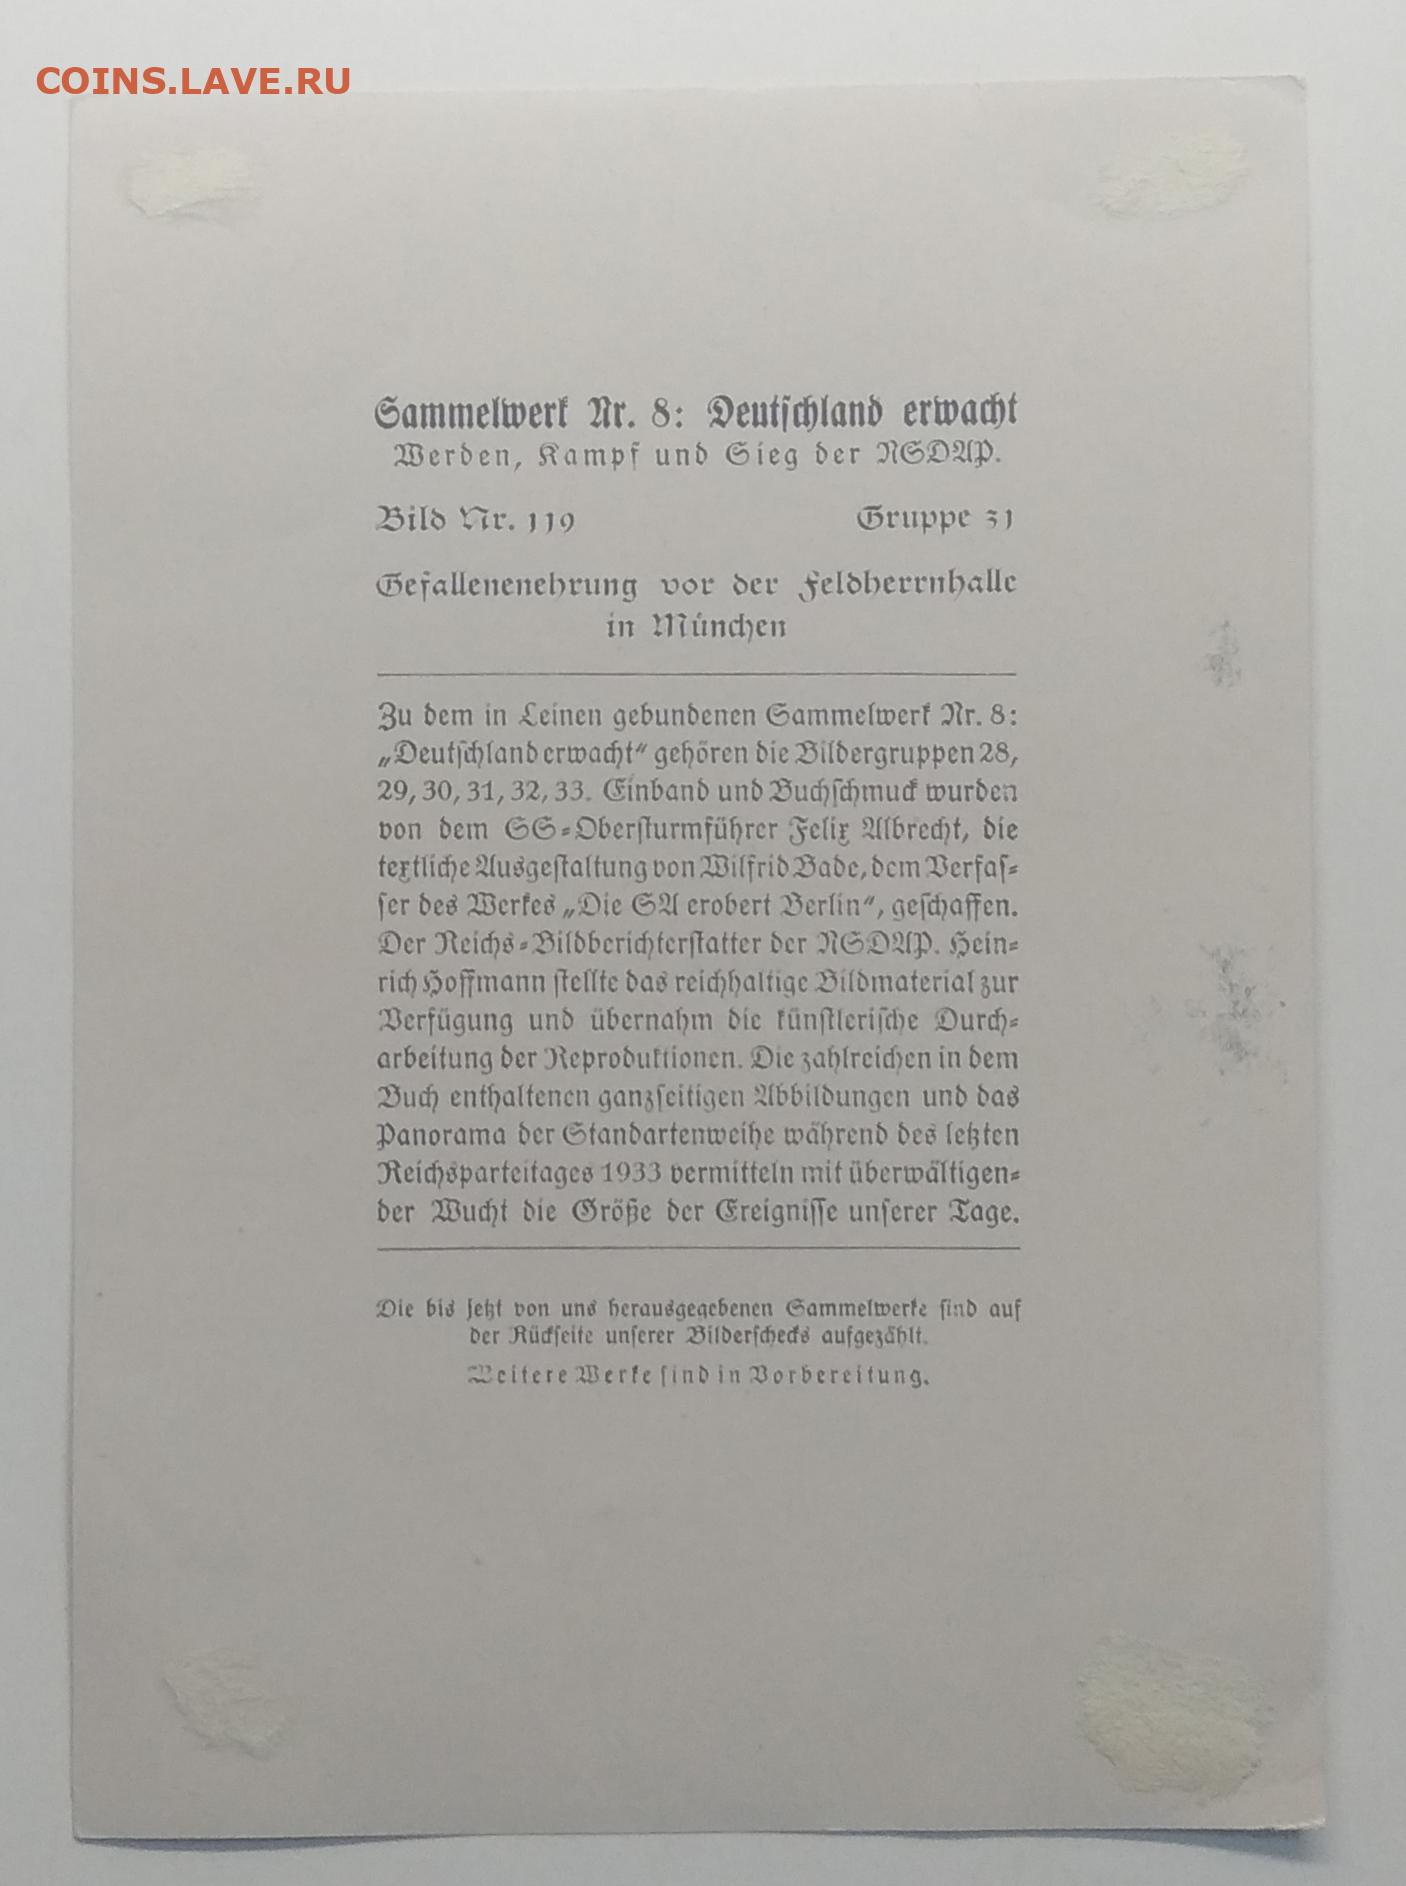 COINS.LAVE.RU
Sammelwerk Nr. 8: Deutschland erwacht
Werden, Kampf und Sieg der NSDAP.
Bild Nr. 119 Gruppe 31
Gefallenenehrung vor der Feldherrnhalle
in München
Zu dem in Leinen gebundenen Sammelwerk Nr. 8:
„Deutschland erwacht“ gehören die Bildergruppen 28,
29, 30, 31, 32, 33. Einband und Buchschmuck wurden
von dem SS-Obersturmführer Felix Albrecht, die
textliche Ausgestaltung von Wilfrid Bade, dem Verfas-
ser des Werkes „Die SA erobert Berlin“, geschaffen.
Der Reichs-Bildberichterstatter der NSDAP. Hein-
rich Hoffmann stellte das reichhaltige Bildmaterial zur
Verfügung und übernahm die künstlerische Durch-
arbeitung der Reproduktionen. Die zahlreichen in dem
Buch enthaltenen ganzseitigen Abbildungen und das
Panorama der Standartenweihe während des letzten
Reichsparteitages 1933 vermitteln mit überwältigen-
der Wucht die Größe der Ereignisse unserer Tage.
Die bis jetzt von uns herausgegebenen Sammelwerke sind auf
der Rückseite unserer Bilderschecks aufgezählt.
Weitere Werke sind in Vorbereitung.